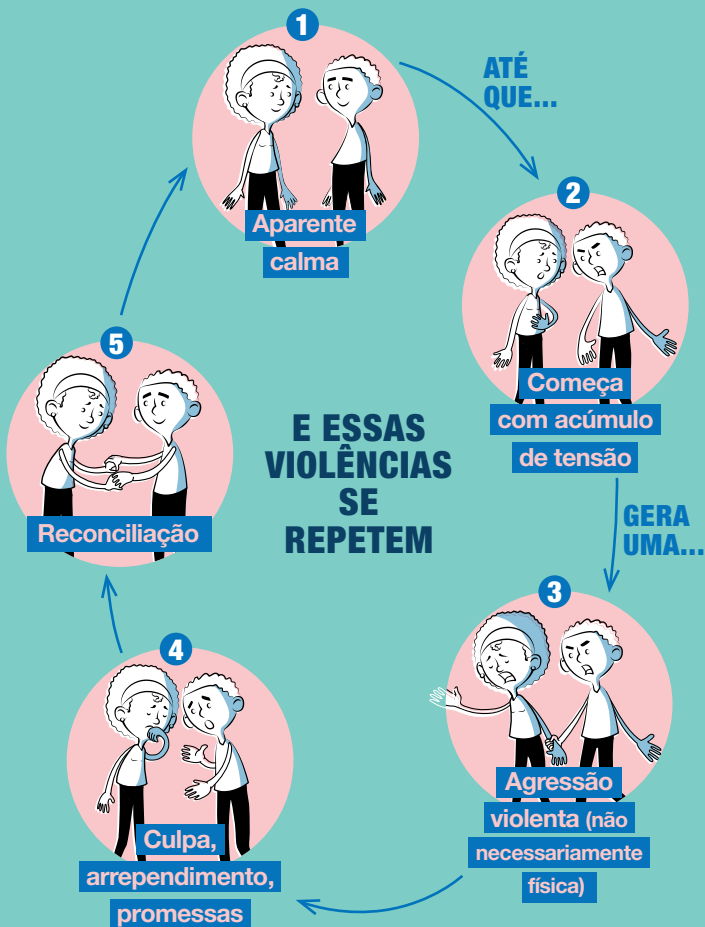 1
Aparente
calma
ATÉ
QUE...
2
Começa
com acúmulo
de tensão
GERA
UMA...
3
Agressão
violenta (não
necessariamente
física)
4
Culpa,
arrependimento,
promessas
5
Reconciliação
E ESSAS
VIOLÊNCIAS
SE
REPETEM